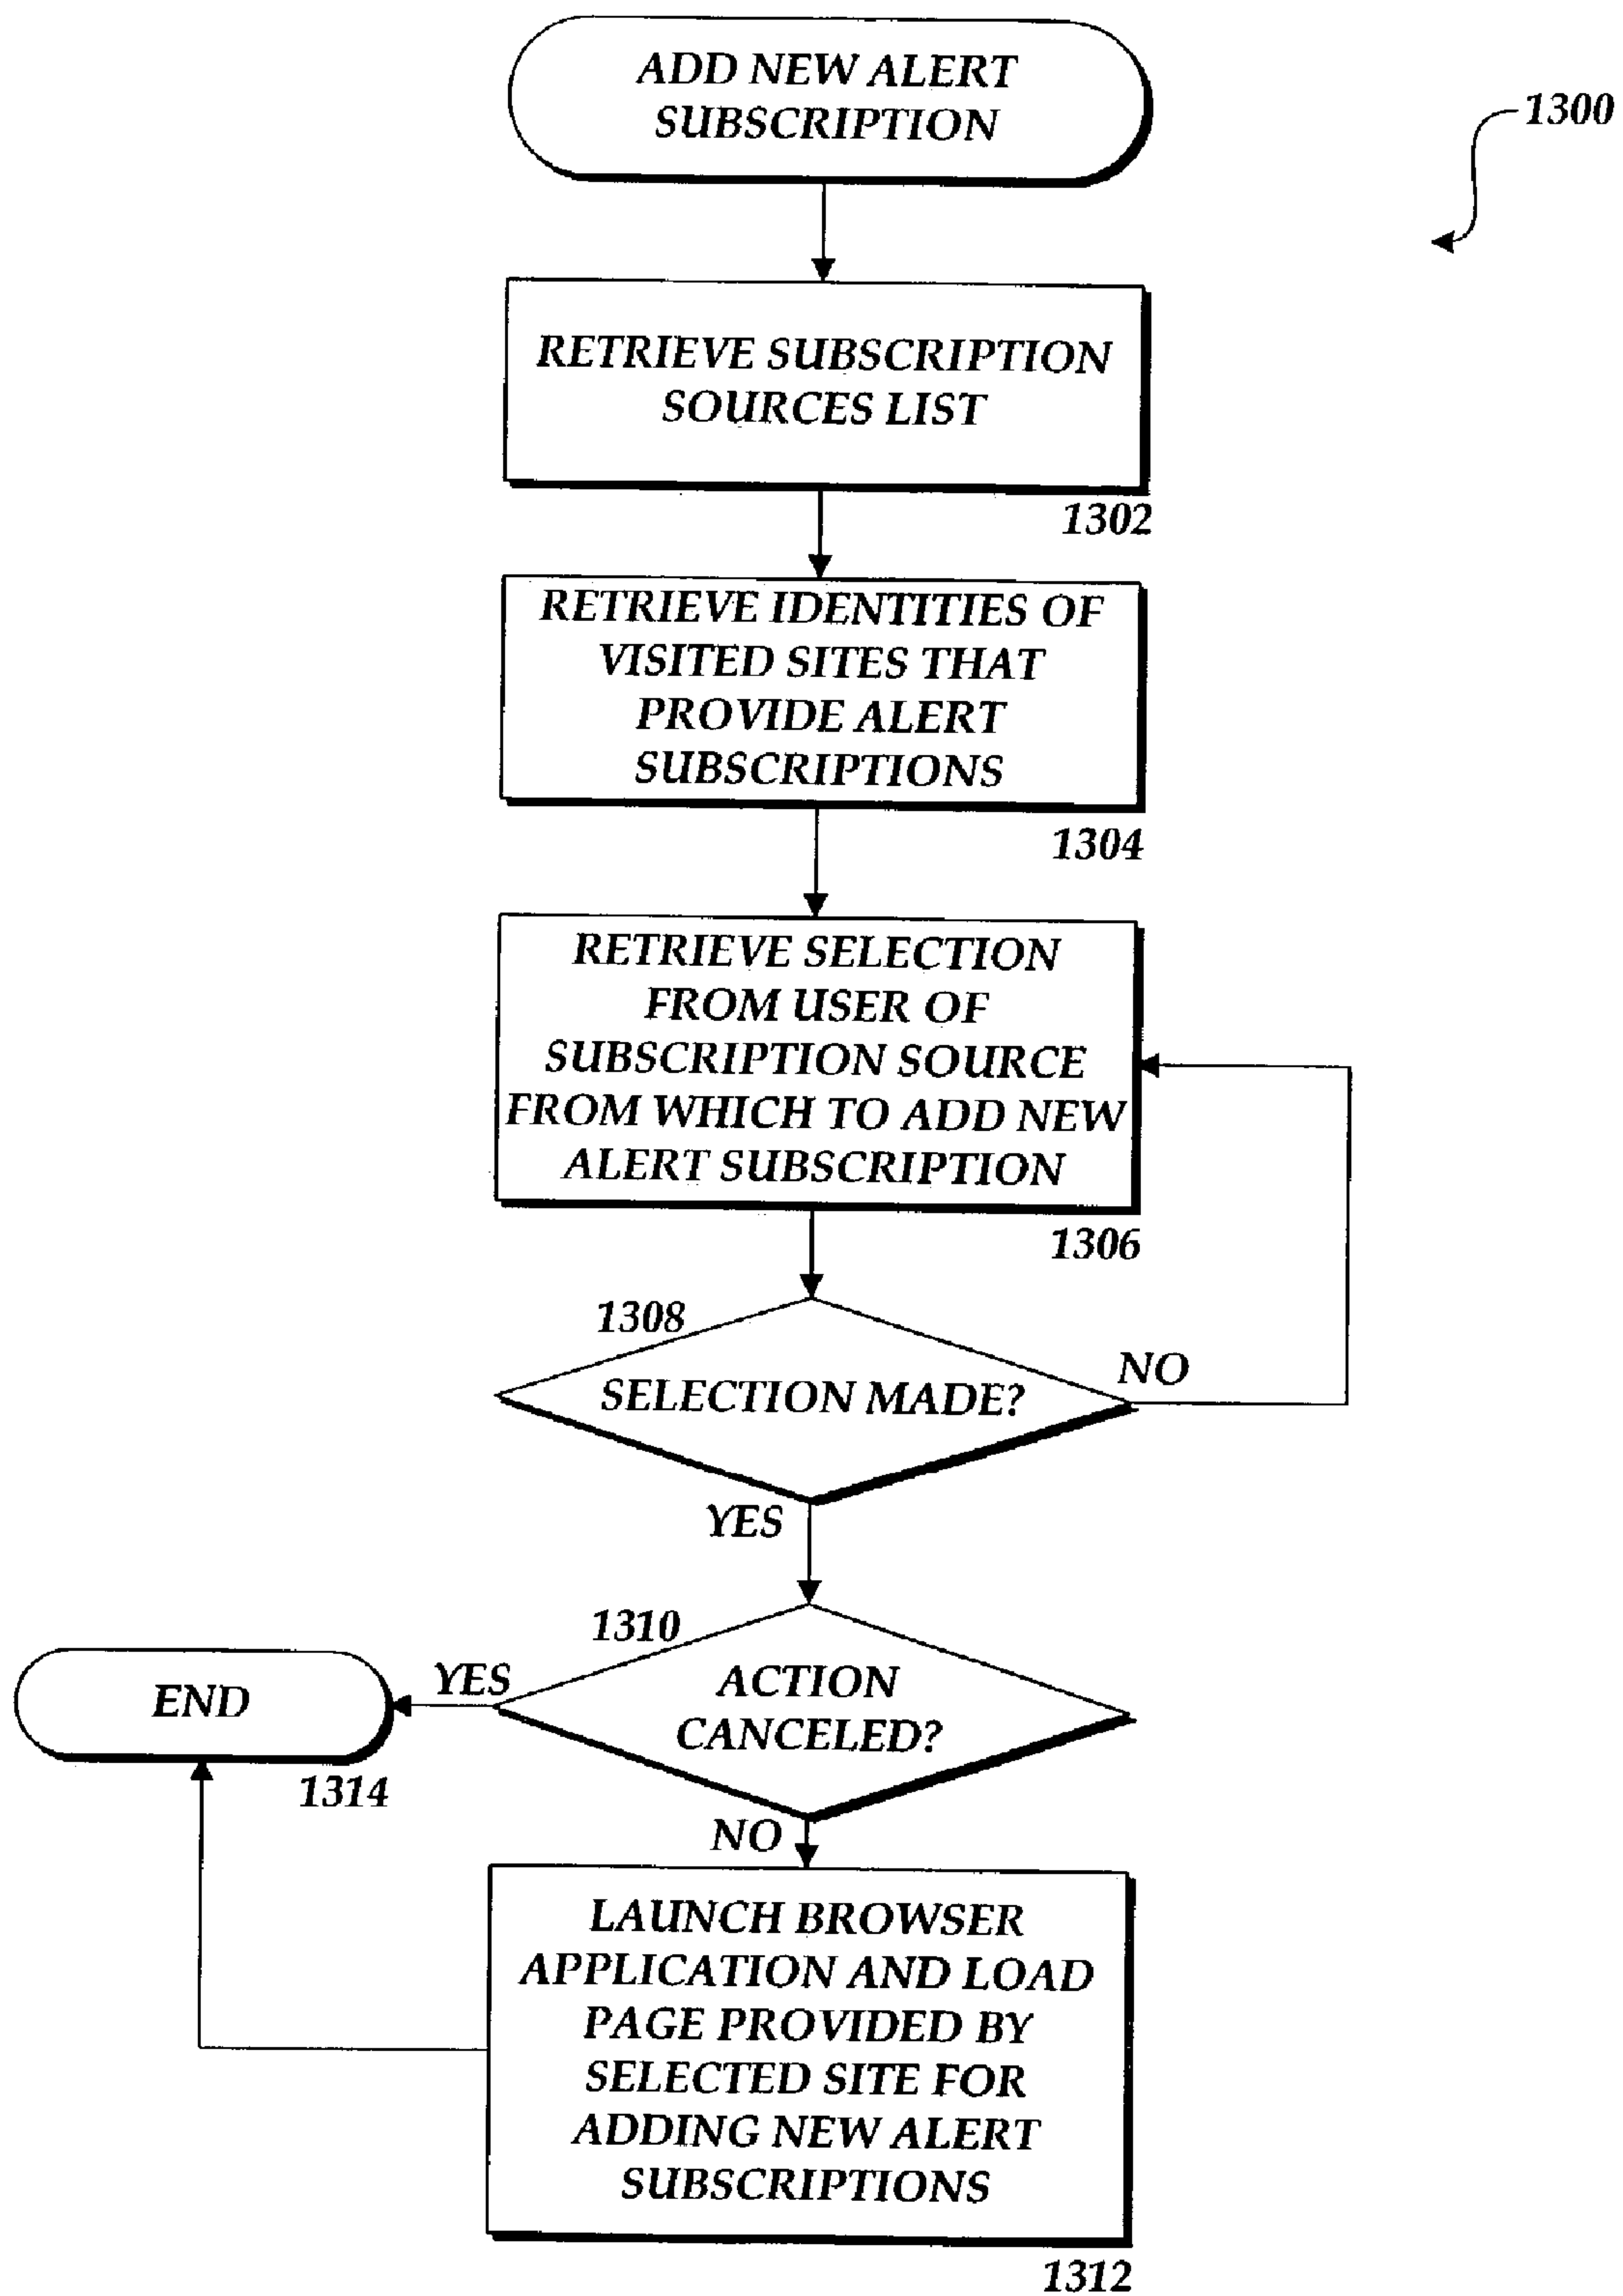 ADD NEW ALERT
SUBSCRIPTION
1300
RETRIEVE SUBSCRIPTION
SOURCES LIST
1302
RETRIEVE IDENTITIES OF
VISITED SITES THAT
PROVIDE ALERT
SUBSCRIPTIONS
1304
RETRIEVE SELECTION
FROM USER OF
SUBSCRIPTION SOURCE
FROM WHICH TO ADD NEW
ALERT SUBSCRIPTION
1306
1308
SELECTION MADE?
NO
YES
1310
ACTION
CANCELED?
YES
END
1314
NO
LAUNCH BROWSER
APPLICATION AND LOAD
PAGE PROVIDED BY
SELECTED SITE FOR
ADDING NEW ALERT
SUBSCRIPTIONS
1312